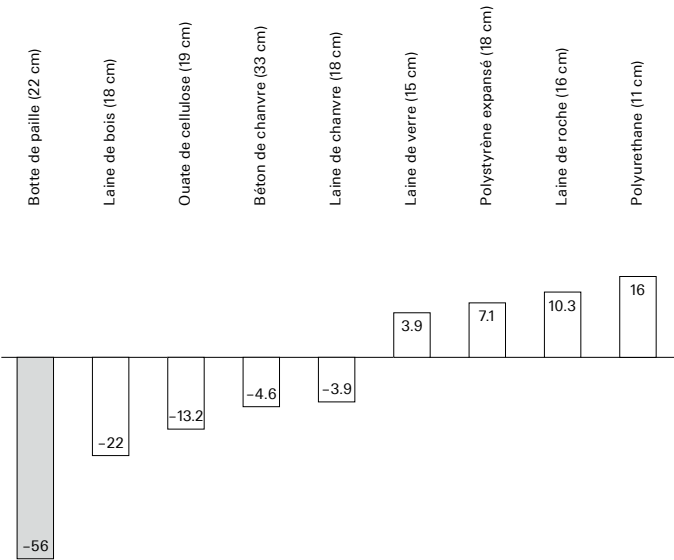 Botte de paille (22 cm)
Laine de bois (18 cm)
Ouate de cellulose (19 cm)
Béton de chanvre (33 cm)
Laine de chanvre (18 cm)
Laine de verre (15 cm)
Polystyrène expansé (18 cm)
Laine de roche (16 cm)
Polyurethane (11 cm)
−56
−22
−13.2
−4.6
−3.9
3.9
7.1
10.3
16